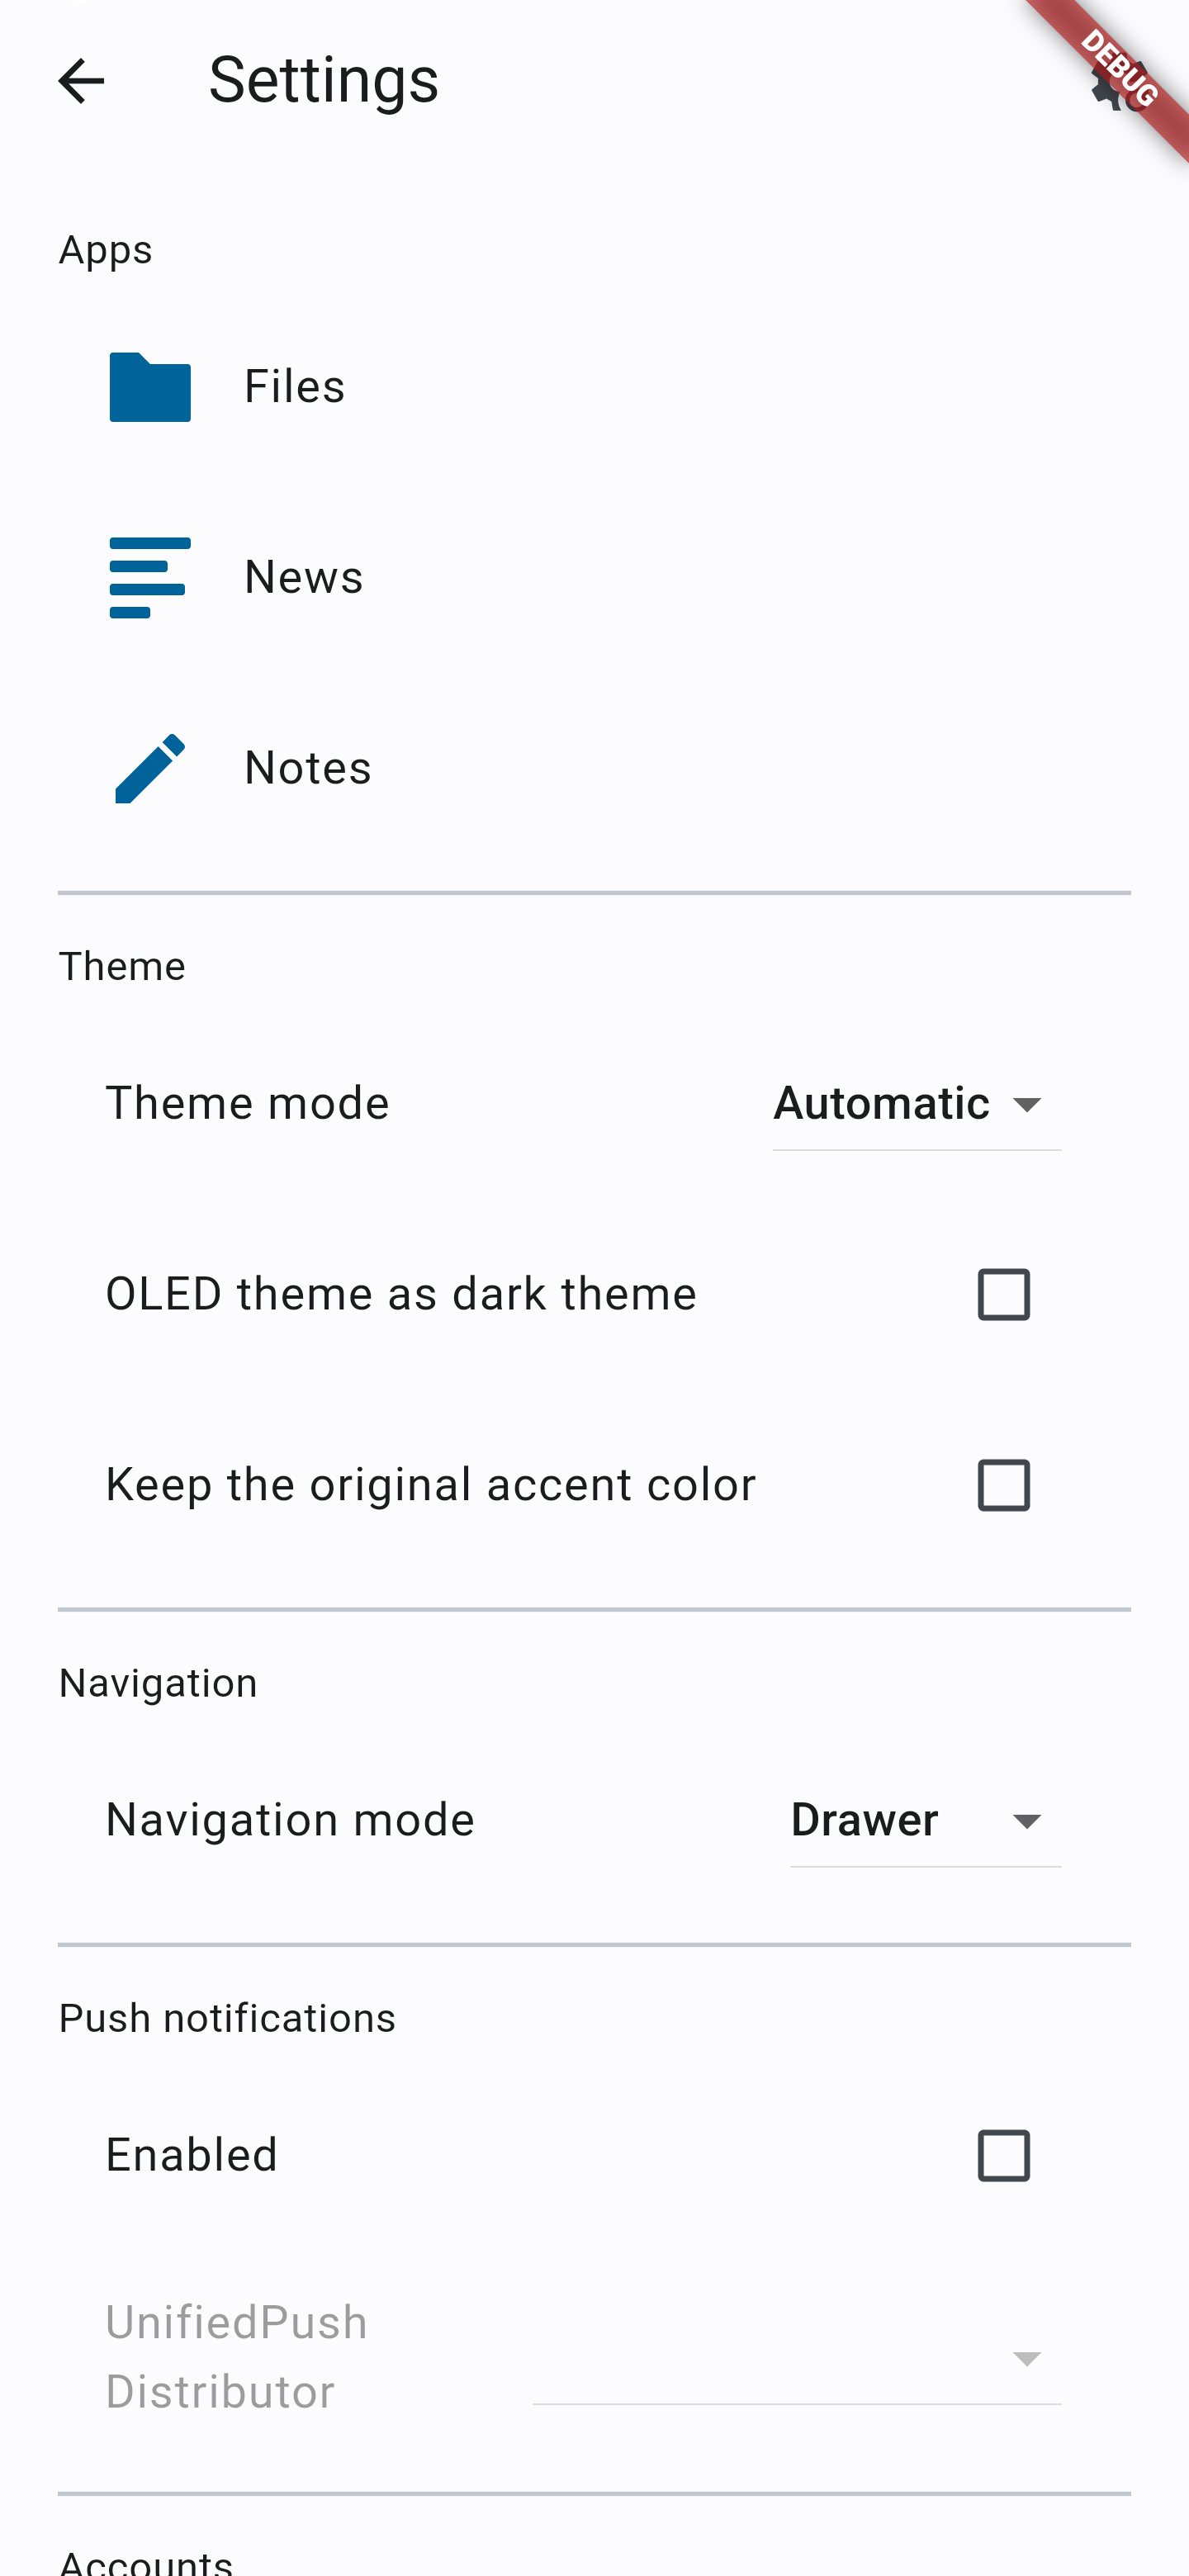 Settings
DEBUG
Apps
Files
News
Notes
Theme
Theme mode
Automatic
OLED theme as dark theme
Keep the original accent color
Navigation
Navigation mode
Drawer
Push notifications
Enabled
UnifiedPush
Distributor
Accounts